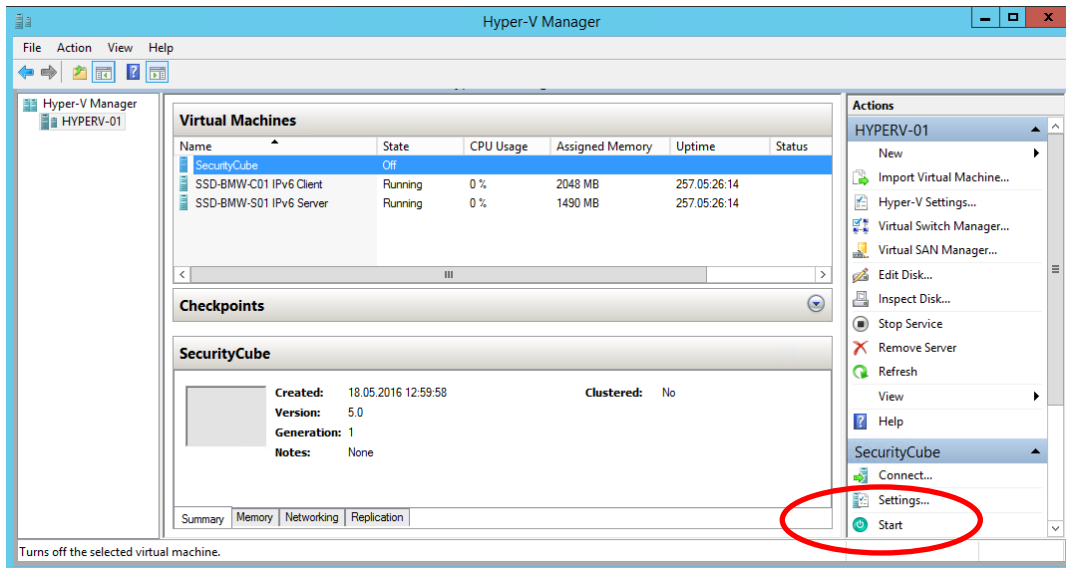 Hyper-V Manager
File Action View Help
Hyper-V Manager
HYPERV-01
Virtual Machines
Name State CPU Usage Assigned Memory Uptime Status
SecurityCube Off
SSD-BMW-C01 IPv6 Client Running 0 % 2048 MB 257.05:26:14
SSD-BMW-S01 IPv6 Server Running 0 % 1490 MB 257.05:26:14
Checkpoints
SecurityCube
Created: 18.05.2016 12:59:58 Clustered: No
Version: 5.0
Generation: 1
Notes: None
Summary Memory Networking Replication
Actions
HYPERV-01
New
Import Virtual Machine...
Hyper-V Settings...
Virtual Switch Manager...
Virtual SAN Manager...
Edit Disk...
Inspect Disk...
Stop Service
Remove Server
Refresh
View
Help
SecurityCube
Connect...
Settings...
Start
Turns off the selected virtual machine.